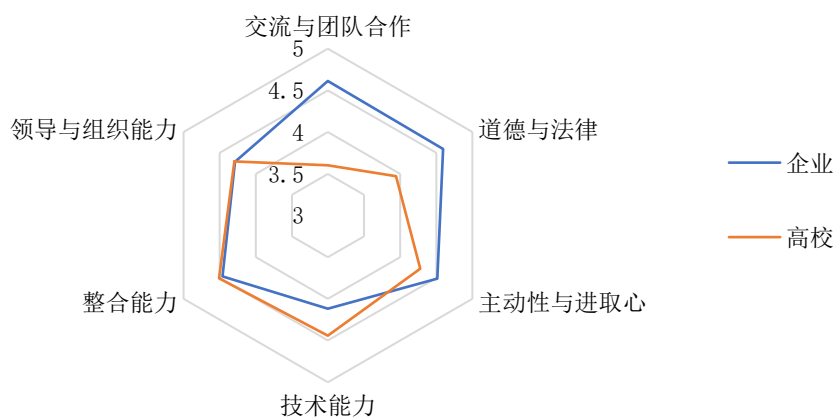 交流与团队合作
5
4.5
4
3.5
3
领导与组织能力
道德与法律
整合能力
主动性与进取心
技术能力
企业
高校